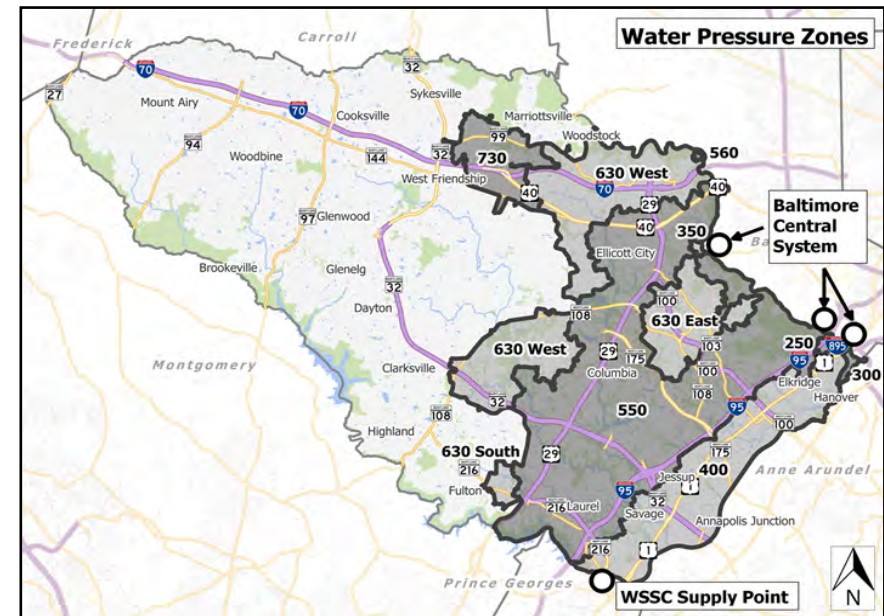 Water Pressure Zones
Frederick
Carroll
70
27
Mount Airy
32
Sykesville
70
Cooksville
Marriottsville
Woodstock
94
Woodbine
144
32
99
730
West Friendship
40
630 West
70
560
29
40
40
350
Baltimore
Central
System
Ellicott City
97
Glenwood
Brookeville
Glenelg
32
Dayton
108
100
630 East
630 West
29
175
103
250
95
895
1
300
Clarksville
Columbia
100
Elkridge
Hanover
Montgomery
32
108
95
100
550
108
Highland
630 South
29
175
400
Anne Arundel
216
Fulton
Jessup
1
95
32
216
Laurel
Savage
Annapolis Junction
216
1
Prince Georges
WSSC Supply Point
N